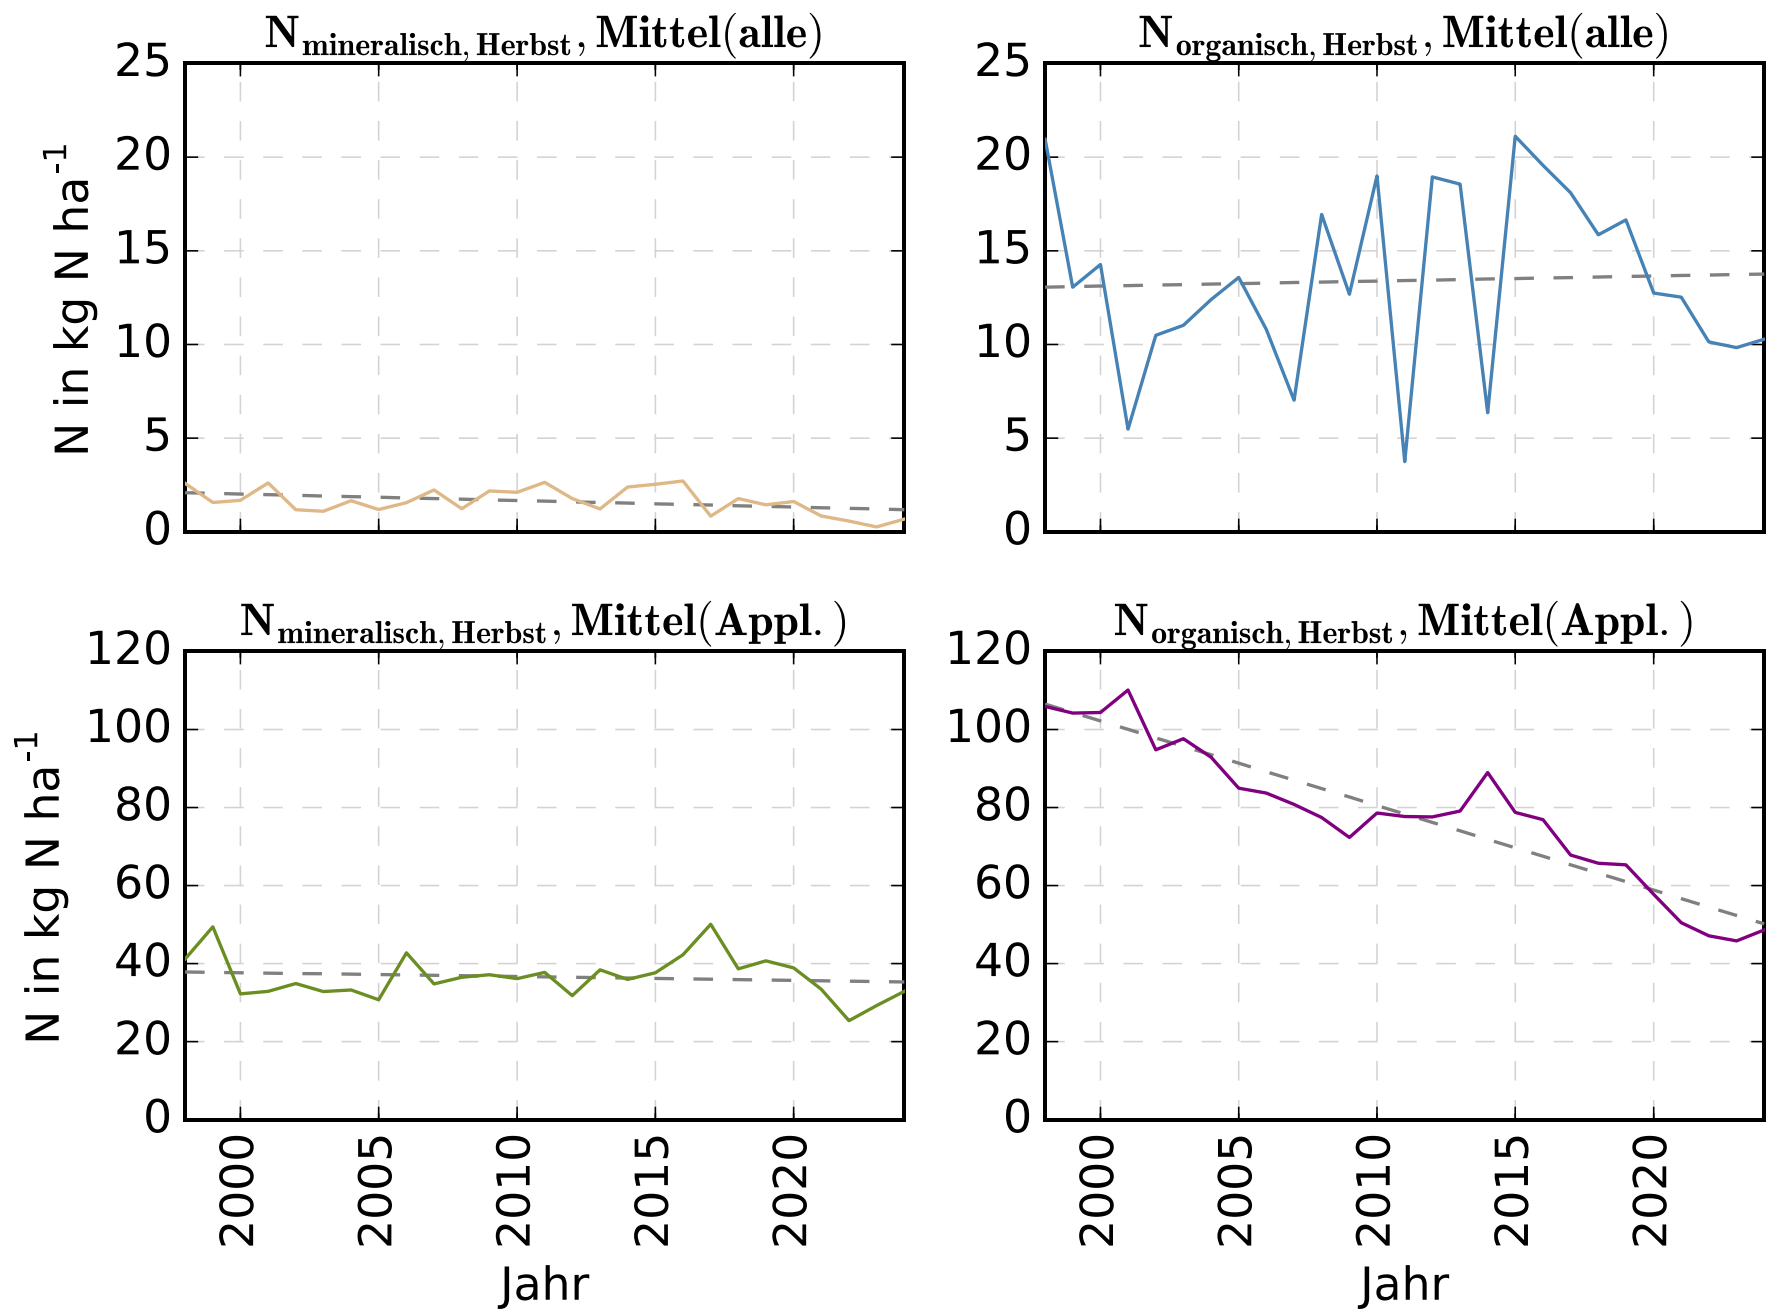 N mineralisch, Herbst, Mittel(alle)
25
20
15
10
5
0
N in kg N ha-1
N organisch, Herbst, Mittel(alle)
25
20
15
10
5
0
N mineralisch, Herbst, Mittel(Appl. )
120
100
80
60
40
20
0
N in kg N ha-1
2000 2005 2010 2015 2020
Jahr
N organisch, Herbst, Mittel(Appl. )
120
100
80
60
40
20
0
2000 2005 2010 2015 2020
Jahr